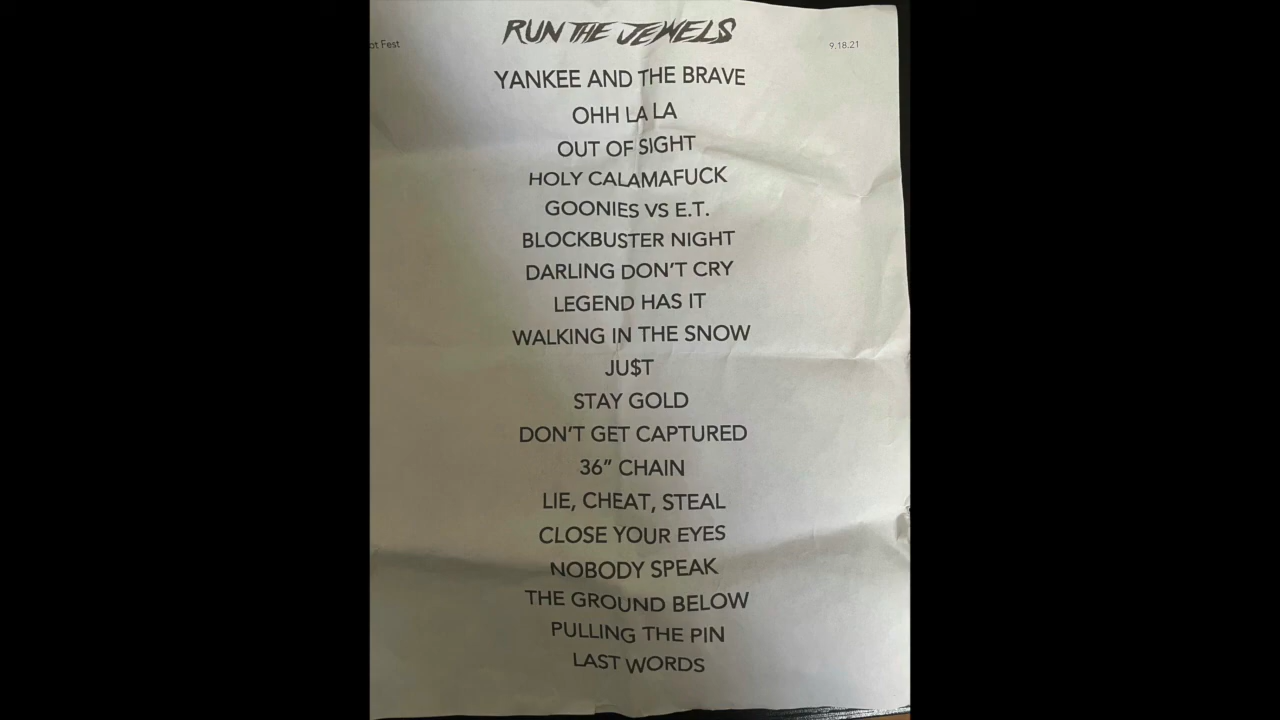 RUN THE JEWELS
Fest
9.18.21
YANKEE AND THE BRAVE
OHH LA LA
OUT OF SIGHT
HOLY CALAMAFUCK
GOONIES VS E.T.
BLOCKBUSTER NIGHT
DARLING DON'T CRY
LEGEND HAS IT
WALKING IN THE SNOW
JU$T
STAY GOLD
DON'T GET CAPTURED
36" CHAIN
LIE, CHEAT, STEAL
CLOSE YOUR EYES
NOBODY SPEAK
THE GROUND BELOW
PULLING THE PIN
LAST WORDS